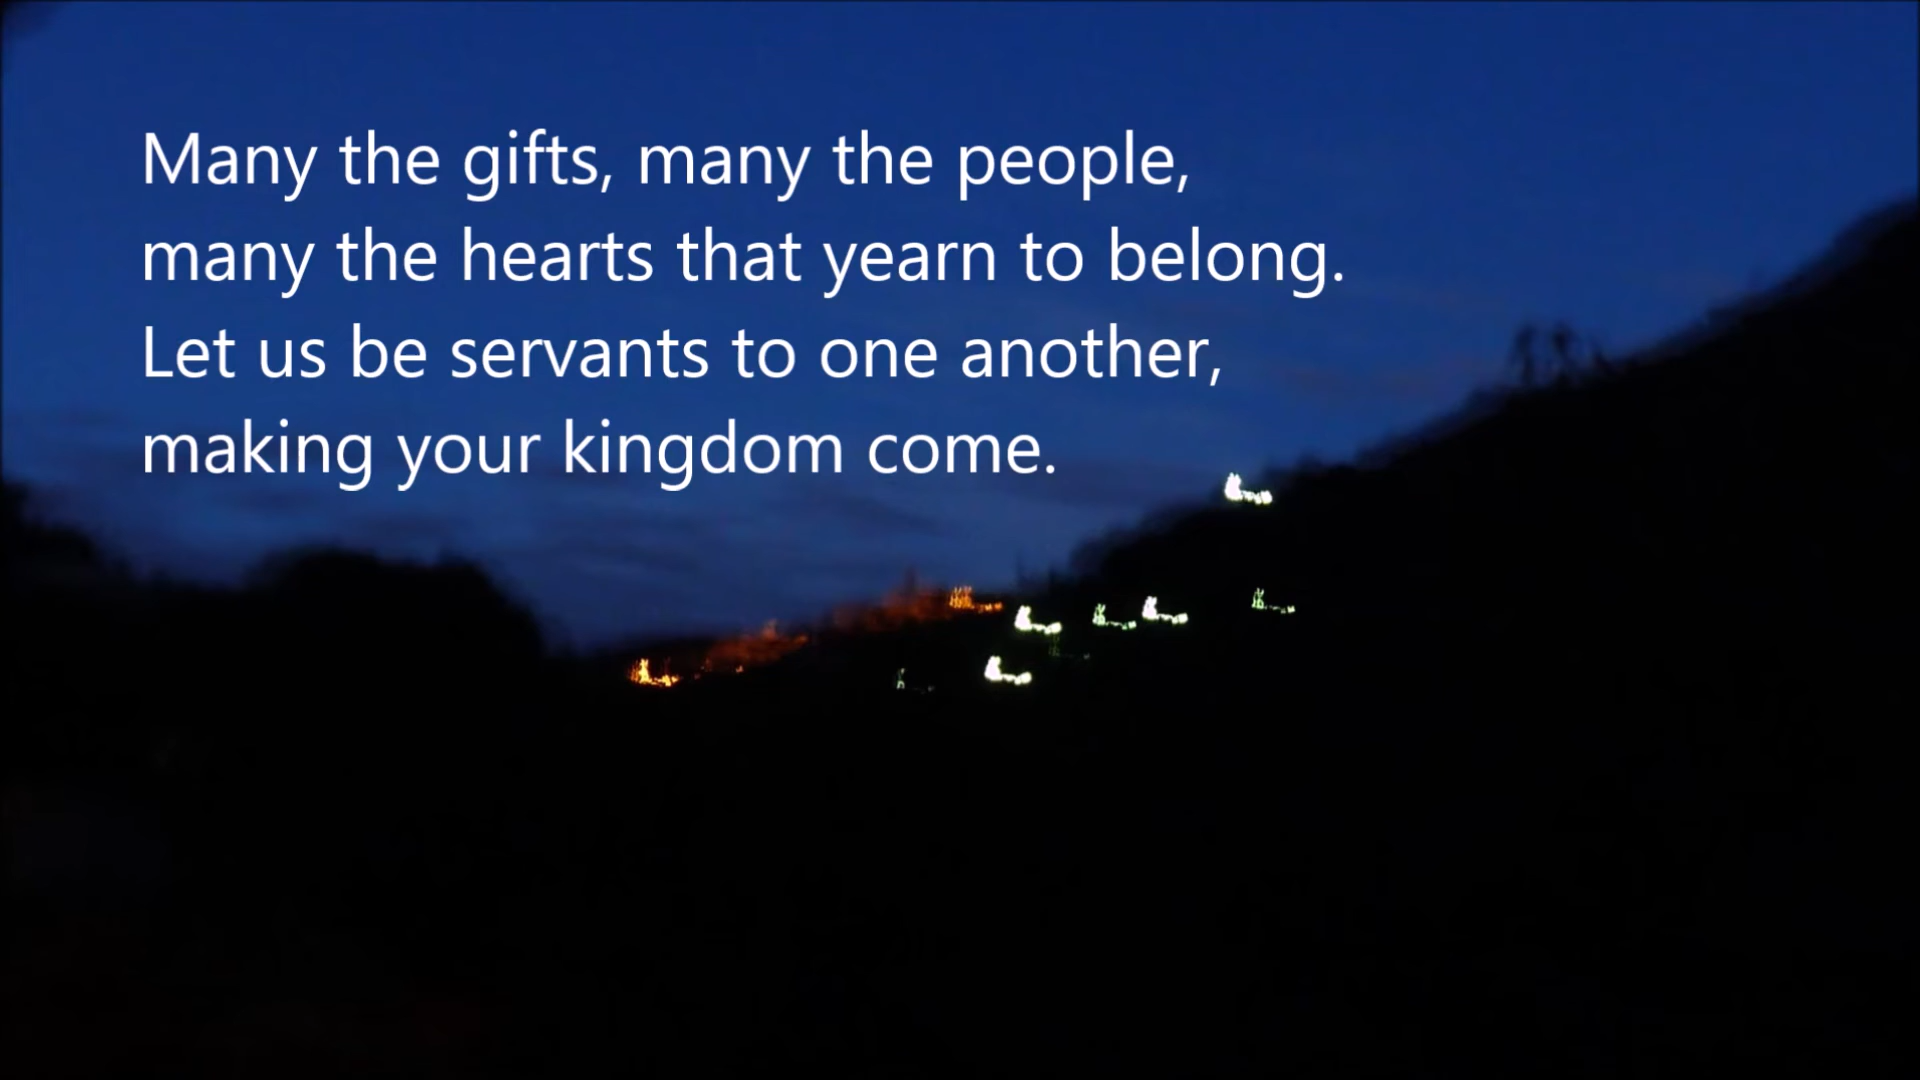 Many the gifts, many the people,
many the hearts that yearn to belong.
Let us be servants to one another,
making your kingdom come.